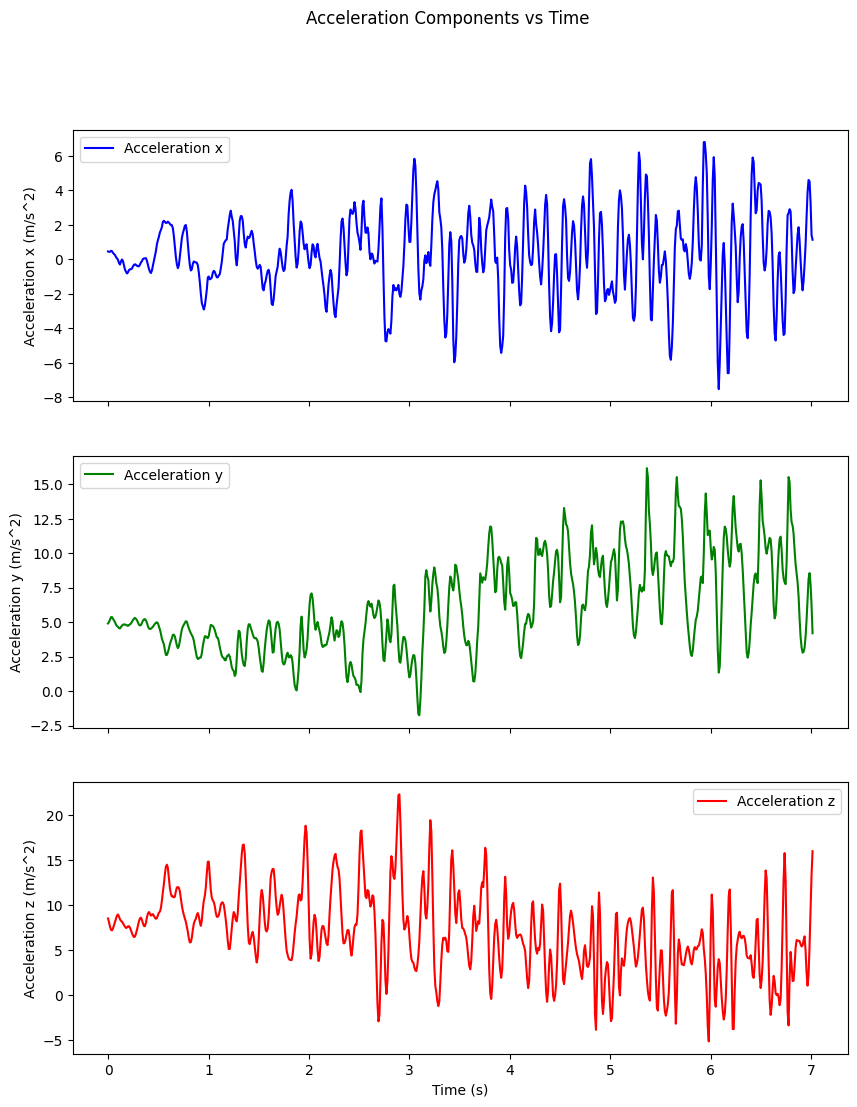 Acceleration Components vs Time
Acceleration x
Acceleration x (m/s^2)
6
4
2
0
−2
−4
−6
−8
Acceleration y
Acceleration y (m/s^2)
15.0
12.5
10.0
7.5
5.0
2.5
0.0
−2.5
Acceleration z
Acceleration z (m/s^2)
20
15
10
5
0
−5
0 1 2 3 4 5 6 7
Time (s)